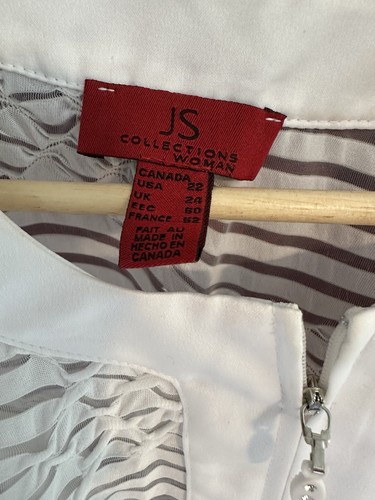 JS
COLLECTIONS
WOMAN
CANADA
USA 22
UK 24
EEC 50
FRANCE 52
FAIT AU
MADE IN
HECHO EN
CANADA